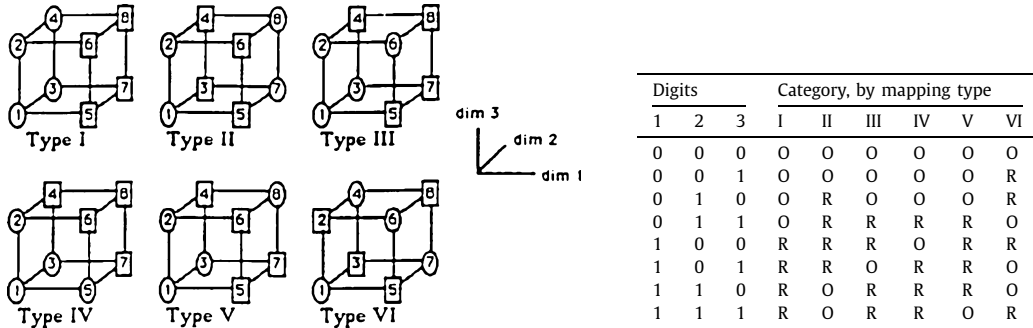 4 8
2 6
3 7
1 5
Type I
4 8
2 6
3 7
1 5
Type II
4 8
2 6
3 7
1 5
Type III
4 8
2 6
3 7
1 5
Type IV
4 8
2 6
3 7
1 5
Type V
4 8
2 6
3 7
1 5
Type VI
dim 3
dim 2
dim 1
Digits Category, by mapping type
1 2 3 I II III IV V VI
0 0 0 O O O O O O
0 0 1 O O O O O R
0 1 0 O R O O O R
0 1 1 O R R R R O
1 0 0 R R R O R R
1 0 1 R R O R R O
1 1 0 R O R R R O
1 1 1 R O R R O R